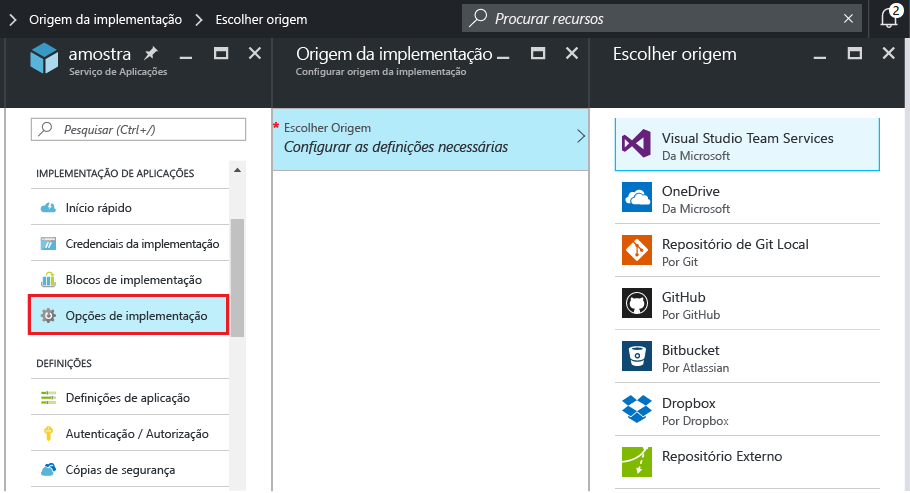 Origem da implementação
Escolher origem
Procurar recursos
2
amostra
Serviço de Aplicações
Pesquisar (Ctrl+/)
IMPLEMENTAÇÃO DE APLICAÇÕES
Início rápido
Credenciais da implementação
Blocos de implementação
Opções de implementação
DEFINIÇÕES
Definições de aplicação
Autenticação / Autorização
Cópias de segurança
Origem da implementação
Configurar origem da implementação
* Escolher Origem
Configurar as definições necessárias
Escolher origem
Visual Studio Team Services
Da Microsoft
OneDrive
Da Microsoft
Repositório de Git Local
Por Git
GitHub
Por GitHub
Bitbucket
Por Atlassian
Dropbox
Por Dropbox
Repositório Externo